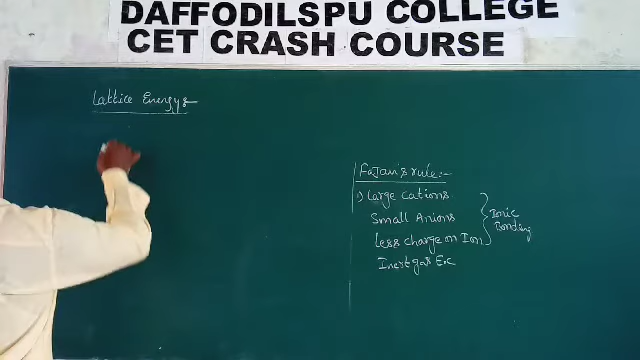 DAFFODILSPU COLLEGE
CET CRASH COURSE
Lattice Energy:-
Fajan's rule:-
1) Large Cations
Small Anions
Less charge on Ion
Inert gas E.C
Ionic
Bonding